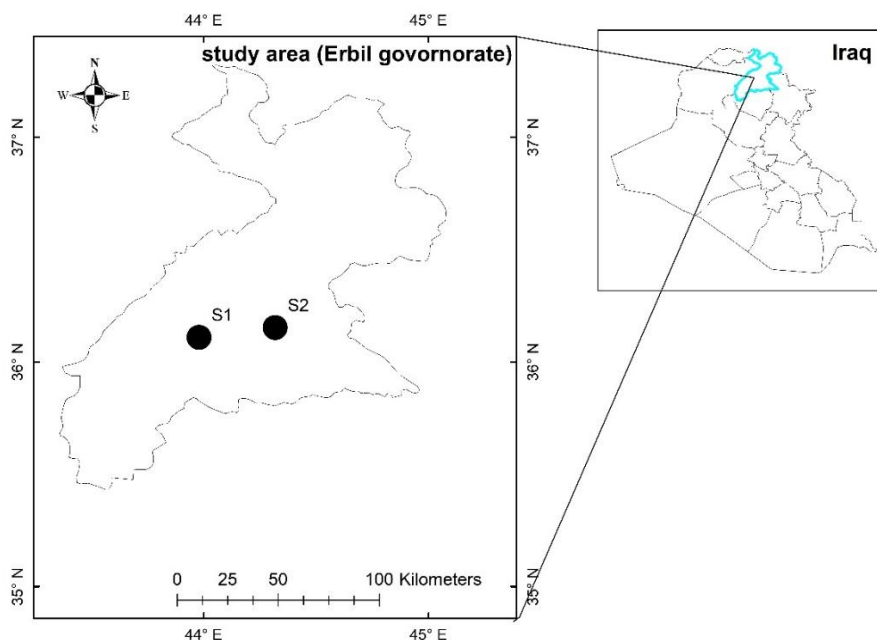 44° E 45° E
study area (Erbil govornorate)
Iraq
N
W E
S
37° N 37° N
S1 S2
36° N 36° N
0 25 50 100 Kilometers
35° N 35° N
44° E 45° E